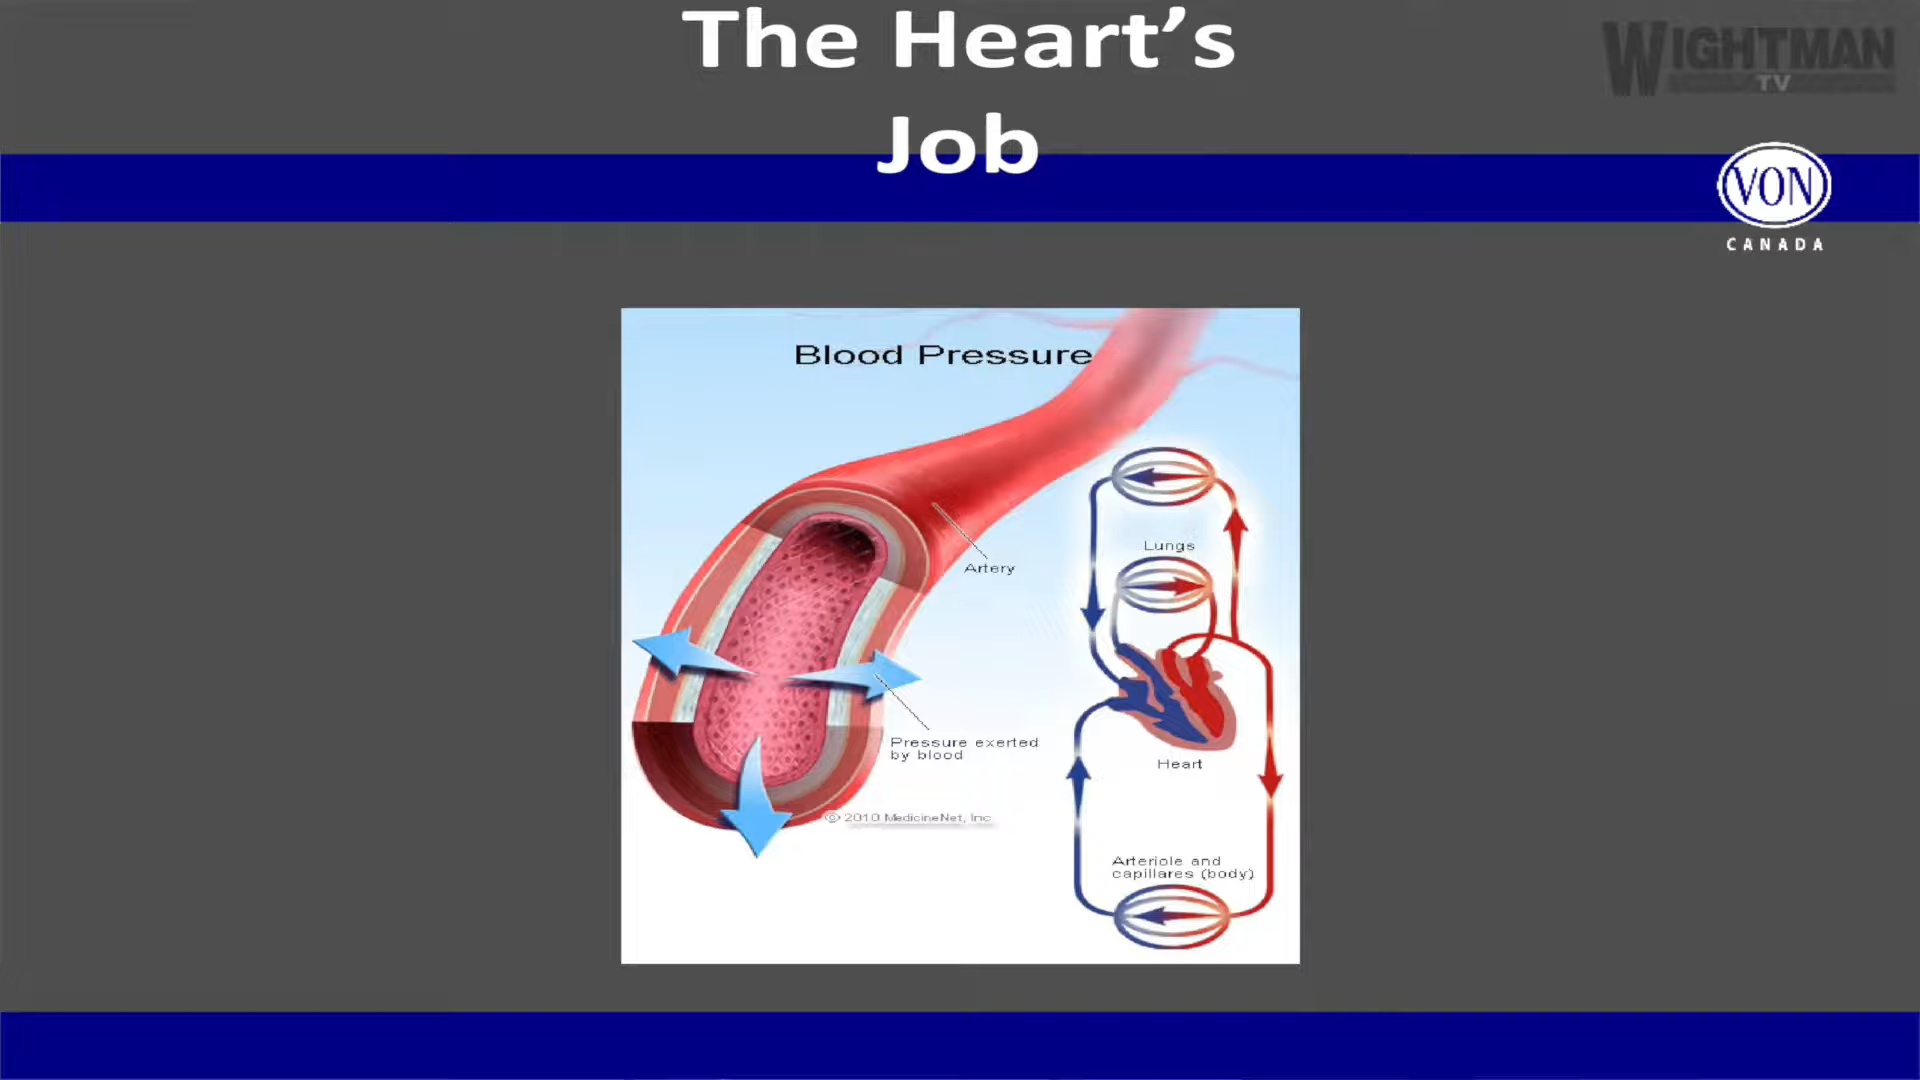 The Heart’s
Job
WIGHTMAN
TV
VON
CANADA
Blood Pressure
Artery
Lungs
Pressure exerted
by blood
Heart
© 2010 MedicineNet, Inc.
Arteriole and
capillares (body)